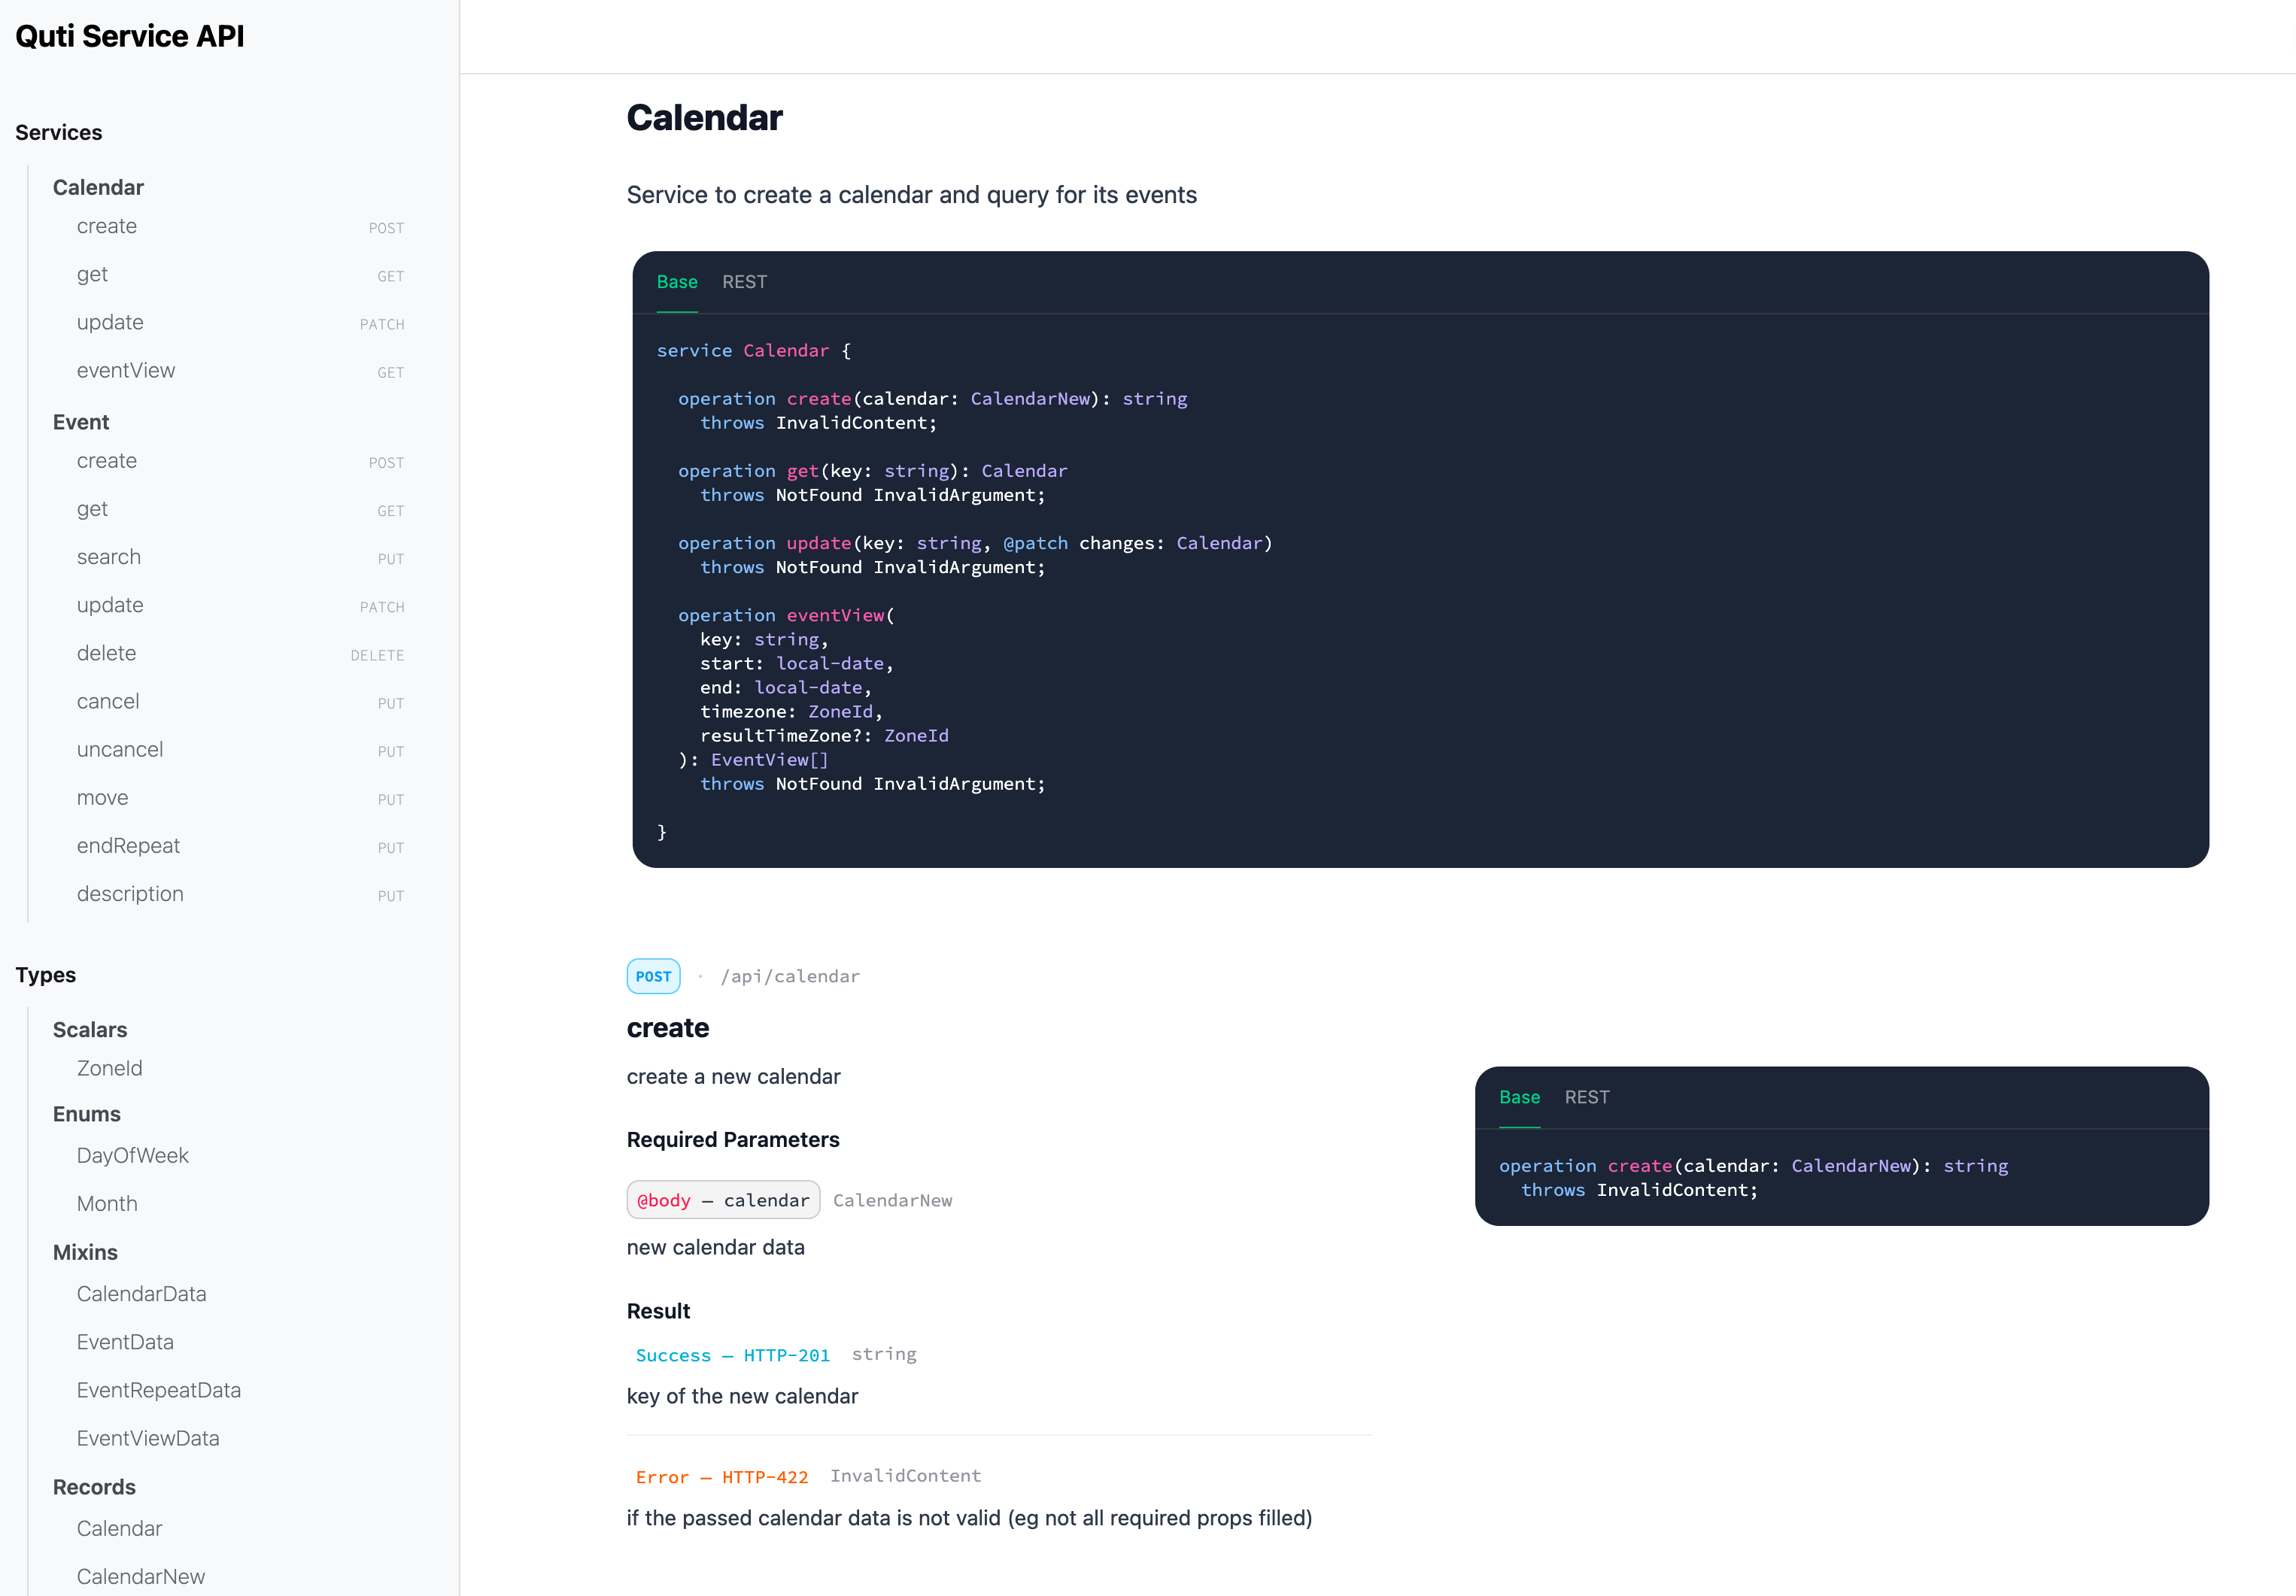 Quti Service API
Services
Calendar
create POST
get GET
update PATCH
eventView GET
Event
create POST
get GET
search PUT
update PATCH
delete DELETE
cancel PUT
uncancel PUT
move PUT
endRepeat PUT
description PUT
Types
Scalars
ZoneId
Enums
DayOfWeek
Month
Mixins
CalendarData
EventData
EventRepeatData
EventViewData
Records
Calendar
CalendarNew
Calendar
Service to create a calendar and query for its events
Base REST
service Calendar {
operation create(calendar: CalendarNew): string
throws InvalidContent;
operation get(key: string): Calendar
throws NotFound InvalidArgument;
operation update(key: string, @patch changes: Calendar)
throws NotFound InvalidArgument;
operation eventView(
key: string,
start: local-date,
end: local-date,
timezone: ZoneId,
resultTimeZone?: ZoneId
): EventView[]
throws NotFound InvalidArgument;
}
POST · /api/calendar
create
create a new calendar
Required Parameters
@body — calendar CalendarNew
new calendar data
Result
Success — HTTP-201 string
key of the new calendar
Error — HTTP-422 InvalidContent
if the passed calendar data is not valid (eg not all required props filled)
Base REST
operation create(calendar: CalendarNew): string
throws InvalidContent;